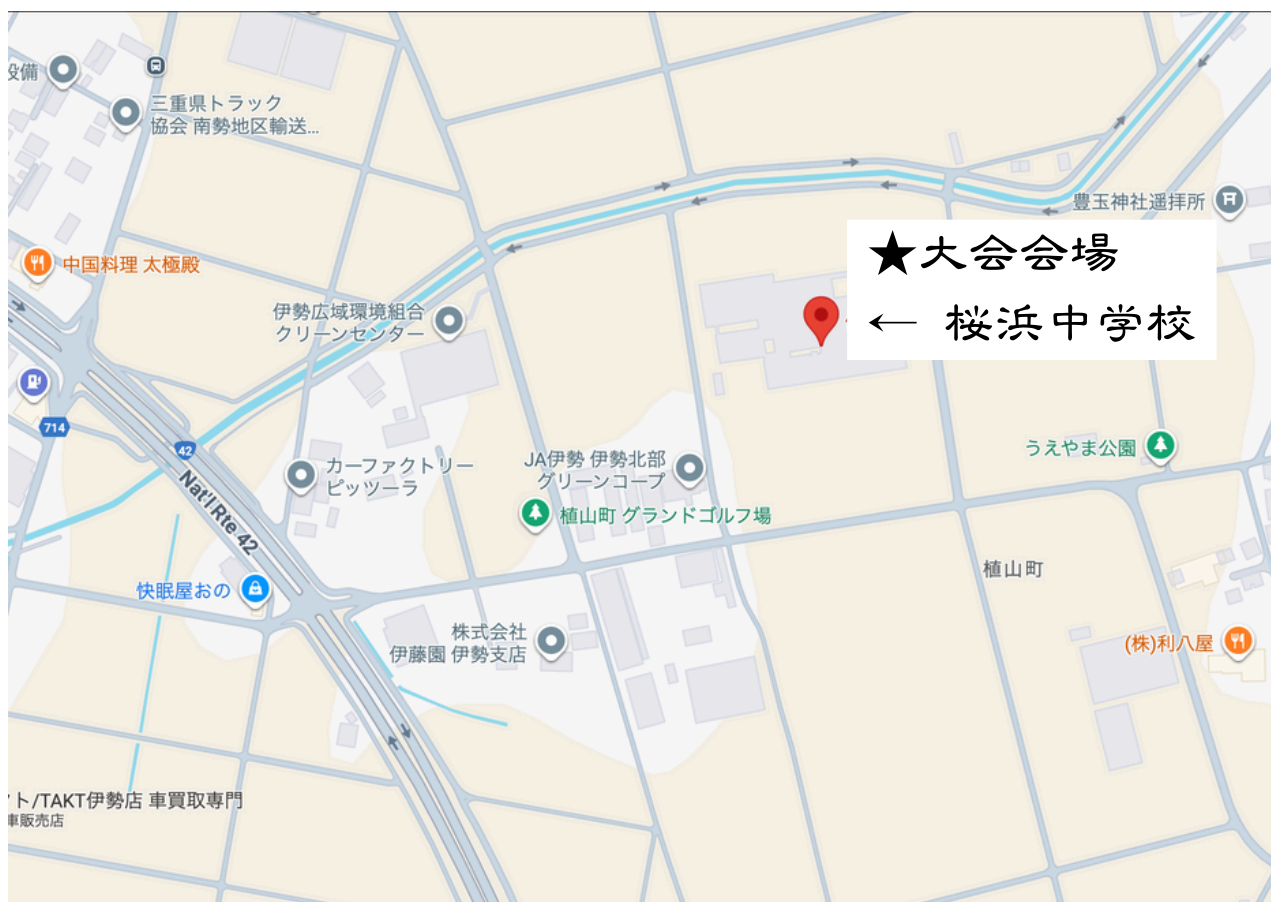 設備
三重県トラック
協会 南勢地区輸送...
豊玉神社遥拝所
★大会会場
← 桜浜中学校
中国料理 太極殿
伊勢広域環境組合
クリーンセンター
714
42
Nat'l Rte 42
カーファクトリー
ピッツーラ
JA伊勢 伊勢北部
グリーンコープ
うえやま公園
植山町 グランドゴルフ場
植山町
快眠屋おの
株式会社
伊藤園 伊勢支店
(株)利八屋
ト/TAKT伊勢店 車買取専門
車販売店